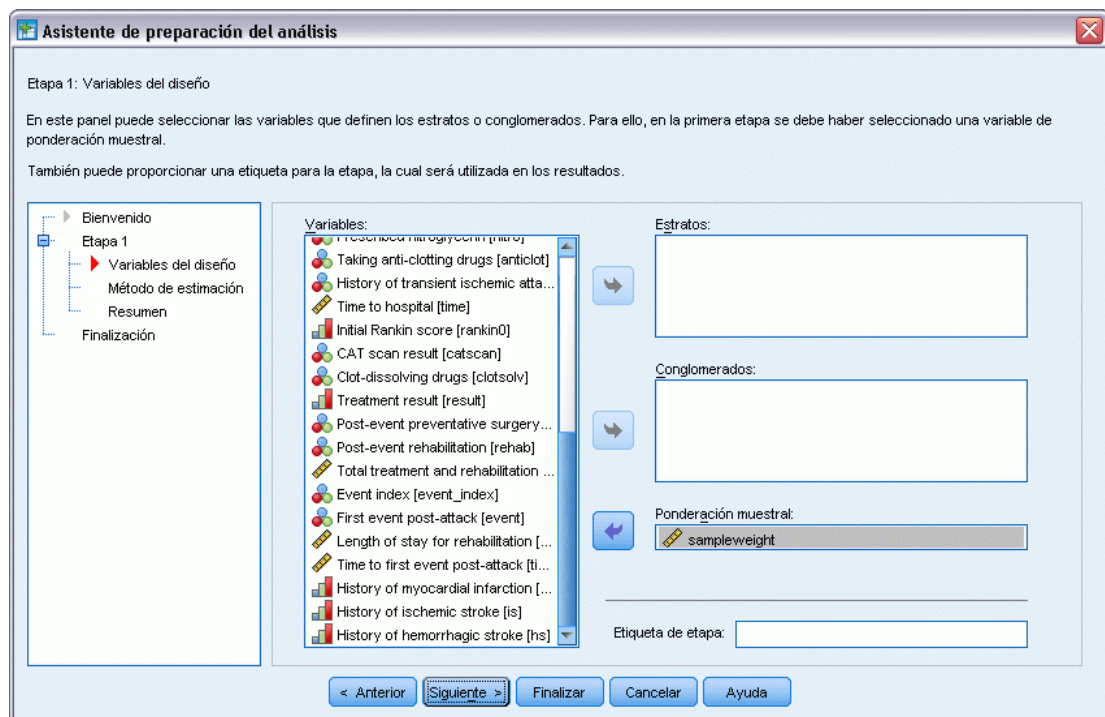 Asistente de preparación del análisis
Etapa 1: Variables del diseño
En este panel puede seleccionar las variables que definen los estratos o conglomerados. Para ello, en la primera etapa se debe haber seleccionado una variable de
ponderación muestral.
También puede proporcionar una etiqueta para la etapa, la cual será utilizada en los resultados.
Bienvenido
Etapa 1
Variables del diseño
Método de estimación
Resumen
Finalización
Variables:
Prescribed nitroglycerin [nitro]
Taking anti-clotting drugs [anticlot]
History of transient ischemic atta...
Time to hospital [time]
Initial Rankin score [rankin0]
CAT scan result [catscan]
Clot-dissolving drugs [clotsolv]
Treatment result [result]
Post-event preventative surgery...
Post-event rehabilitation [rehab]
Total treatment and rehabilitation ...
Event index [event_index]
First event post-attack [event]
Length of stay for rehabilitation [...
Time to first event post-attack [ti...
History of myocardial infarction [...
History of ischemic stroke [is]
History of hemorrhagic stroke [hs]
Estratos:
Conglomerados:
Ponderación muestral:
sampleweight
Etiqueta de etapa:
< Anterior
Siguiente >
Finalizar
Cancelar
Ayuda